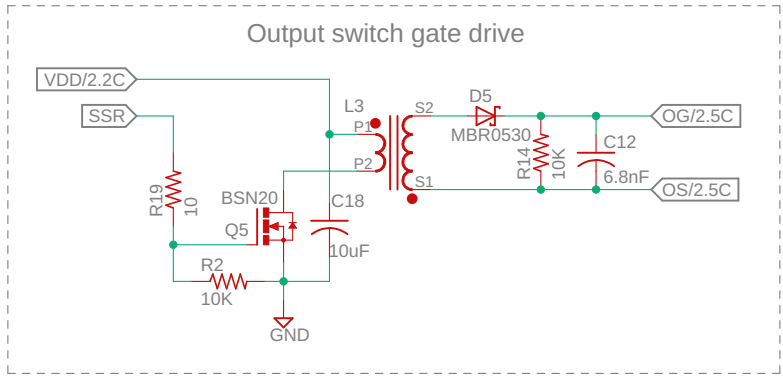 Output switch gate drive
VDD/2.2C
SSR
L3
P1
P2
S2
S1
D5
MBR0530
OG/2.5C
R14
10K
C12
6.8nF
OS/2.5C
R19
10
BSN20
Q5
C18
10uF
R2
10K
GND